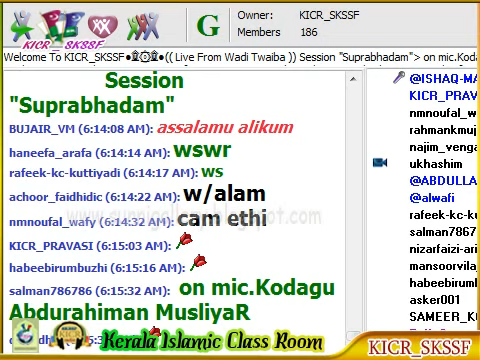 Owner: KICR_SKSSF
G
Members 186
KICR_SKSSF
Welcome To KICR_SKSSF (( Live From Wadi Twaiba )) Session "Suprabhadam"> on mic.Koda
Session
"Suprabhadam"
BUJAIR_VM (6:14:08 AM): assalamu alikum
haneefa_arafa (6:14:14 AM): wswr
rafeek-kc-kuttiyadi (6:14:17 AM): ws
achoor_faidhidic (6:14:22 AM): w/alam
nmnoufal_wafy (6:14:32 AM): cam ethi
KICR_PRAVASI (6:15:03 AM):
habeebirumbuzhi (6:15:16 AM):
salman786786 (6:15:32 AM): on mic.Kodagu
Abdurahiman MusliyaR
@ISHAQ-MA
KICR_PRAV
nmnoufal_w
rahmankmuj
najim_venga
ukhashim
@ABDULLA
@alwafi
rafeek-kc-ku
salman7867
nizarfaizi-ari
mansoorvila_
asker001
SAMEER_K
Kerala Islamic Class Room
KICR_SKSSF